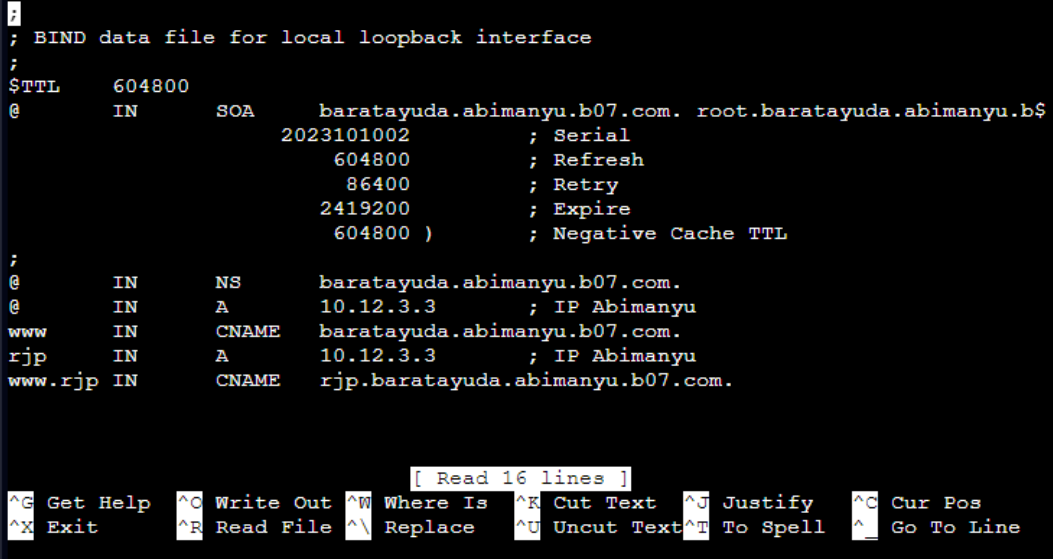 ;
; BIND data file for local loopback interface
;
$TTL    604800
@       IN      SOA     baratayuda.abimanyu.b07.com. root.baratayuda.abimanyu.b$
                     2023101002         ; Serial
                         604800         ; Refresh
                          86400         ; Retry
                        2419200         ; Expire
                         604800 )       ; Negative Cache TTL
;
@       IN      NS      baratayuda.abimanyu.b07.com.
@       IN      A       10.12.3.3       ; IP Abimanyu
www     IN      CNAME   baratayuda.abimanyu.b07.com.
rjp     IN      A       10.12.3.3       ; IP Abimanyu
www.rjp IN      CNAME   rjp.baratayuda.abimanyu.b07.com.
[ Read 16 lines ]
^G Get Help  ^O Write Out ^W Where Is  ^K Cut Text  ^J Justify   ^C Cur Pos
^X Exit      ^R Read File ^\ Replace   ^U Uncut Text^T To Spell  ^_ Go To Line